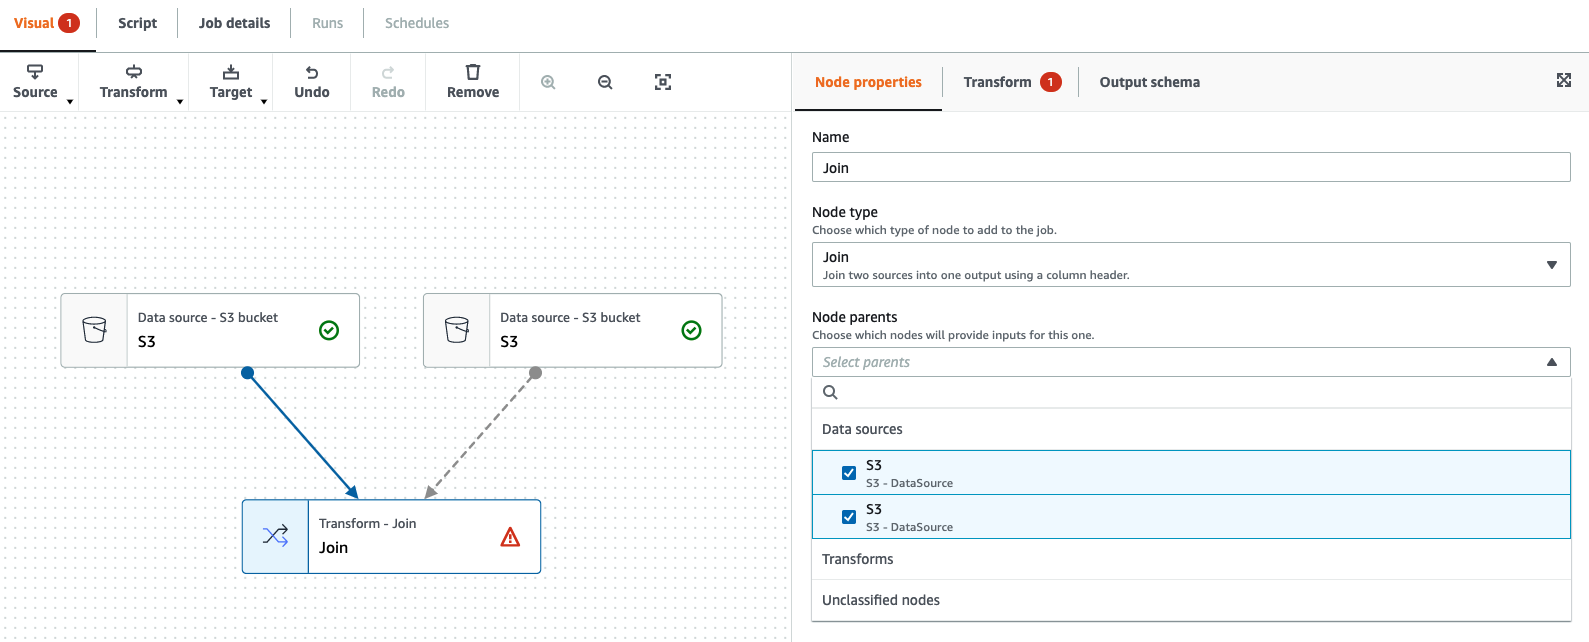 Visual 1 Script Job details Runs Schedules
Source Transform Target Undo Redo Remove
Data source - S3 bucket
S3
Data source - S3 bucket
S3
Transform - Join
Join
Node properties Transform 1 Output schema
Name
Join
Node type
Choose which type of node to add to the job.
Join
Join two sources into one output using a column header.
Node parents
Choose which nodes will provide inputs for this one.
Select parents
Data sources
S3
S3 - DataSource
S3
S3 - DataSource
Transforms
Unclassified nodes